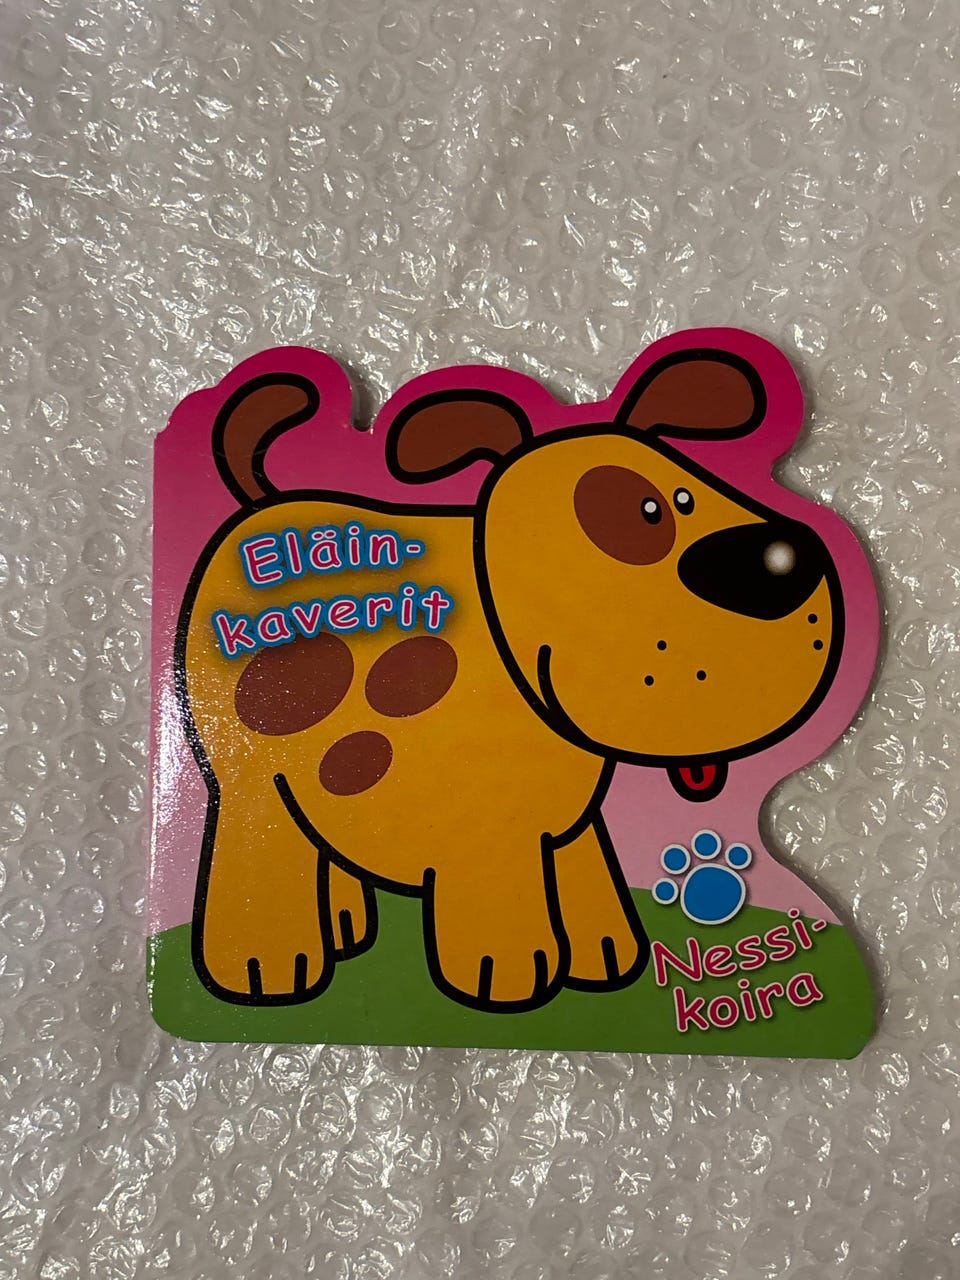 Eläin-
kaverit
Nessi-
koira